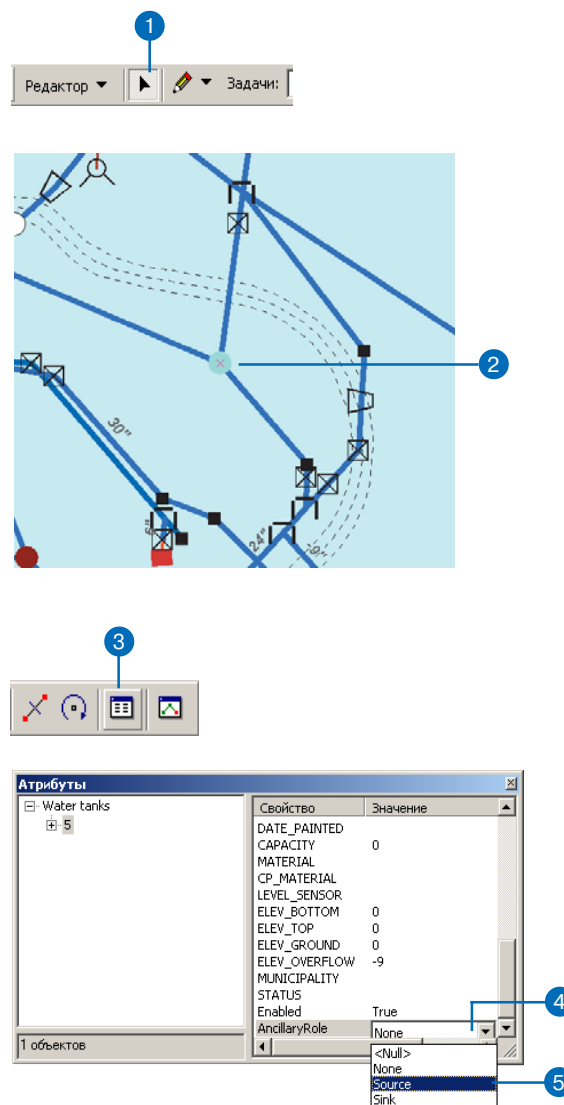 1
Редактор
Задачи:
30"
6"
24"
9"
2
3
Атрибуты
Water tanks
5
Свойство Значение
DATE_PAINTED
CAPACITY 0
MATERIAL
CP_MATERIAL
LEVEL_SENSOR
ELEV_BOTTOM 0
ELEV_TOP 0
ELEV_GROUND 0
ELEV_OVERFLOW -9
MUNICIPALITY
STATUS
Enabled True
AncillaryRole None
4
1 объектов
<Null>
None
Source
5
Sink